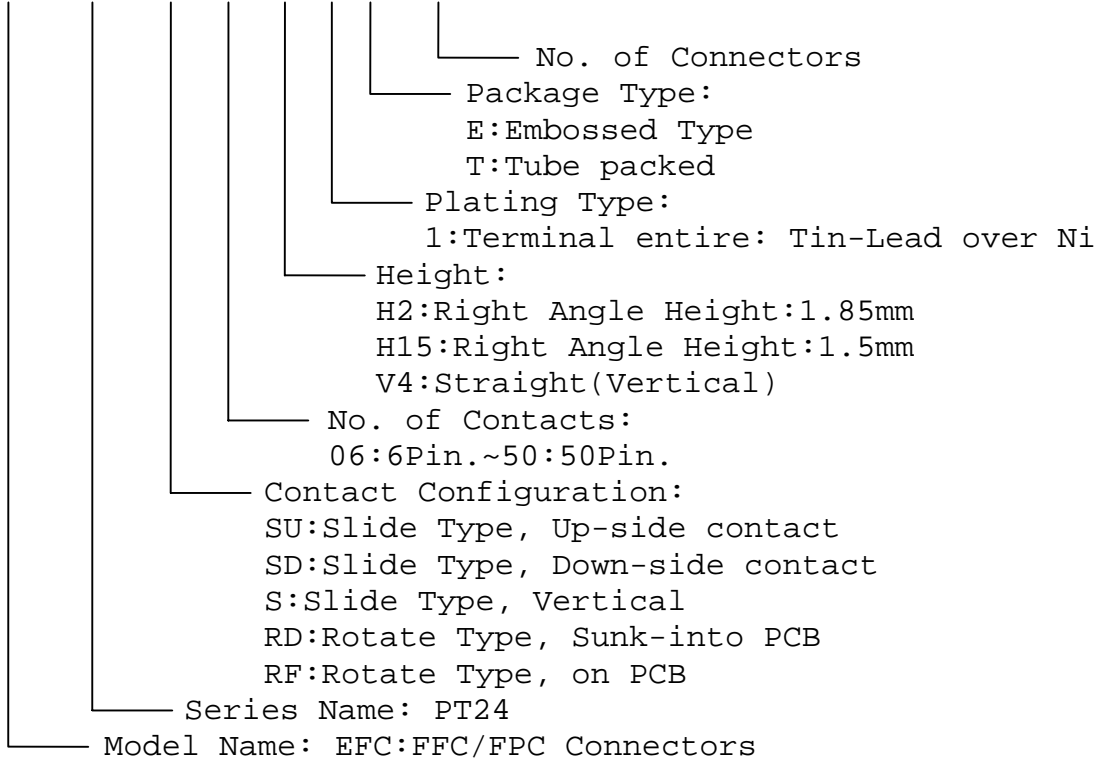 No. of Connectors
Package Type:
E:Embossed Type
T:Tube packed
Plating Type:
1:Terminal entire: Tin-Lead over Ni
Height:
H2:Right Angle Height:1.85mm
H15:Right Angle Height:1.5mm
V4:Straight(Vertical)
No. of Contacts:
06:6Pin.~50:50Pin.
Contact Configuration:
SU:Slide Type, Up-side contact
SD:Slide Type, Down-side contact
S:Slide Type, Vertical
RD:Rotate Type, Sunk-into PCB
RF:Rotate Type, on PCB
Series Name: PT24
Model Name: EFC:FFC/FPC Connectors